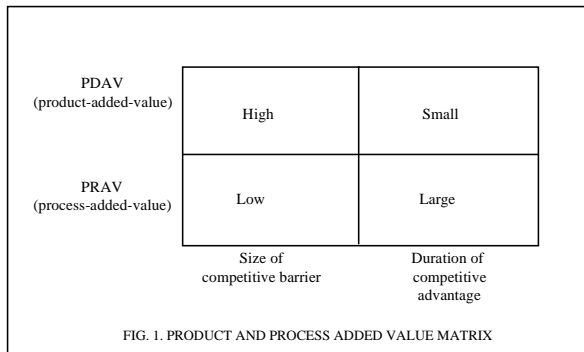 PDAV
(product-added-value)
High
Small
PRAV
(process-added-value)
Low
Large
Size of
competitive barrier
Duration of
competitive
advantage
FIG. 1. PRODUCT AND PROCESS ADDED VALUE MATRIX